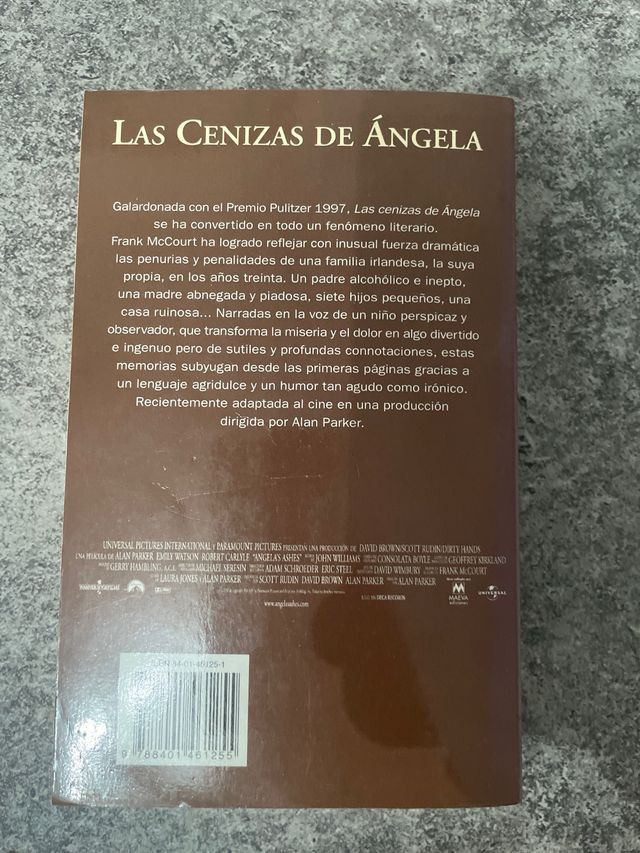 LAS CENIZAS DE ÁNGELA
Galardonada con el Premio Pulitzer 1997, Las cenizas de Ángela
se ha convertido en todo un fenómeno literario.
Frank McCourt ha logrado reflejar con inusual fuerza dramática
las penurias y penalidades de una familia irlandesa, la suya
propia, en los años treinta. Un padre alcohólico e inepto,
una madre abnegada y piadosa, siete hijos pequeños, una
casa ruinosa... Narradas en la voz de un niño perspicaz y
observador, que transforma la miseria y el dolor en algo divertido
e ingenuo pero de sutiles y profundas connotaciones, estas
memorias subyugan desde las primeras páginas gracias a
un lenguaje agridulce y un humor tan agudo como irónico.
Recientemente adaptada al cine en una producción
dirigida por Alan Parker.
UNIVERSAL PICTURES INTERNATIONAL Y PARAMOUNT PICTURES PRESENTAN UNA PRODUCCIÓN DE DAVID BROWN/SCOTT RUDIN/DIRTY HANDS
UNA PELÍCULA DE ALAN PARKER EMILY WATSON ROBERT CARLYLE "ANGELA'S ASHES" JOHN WILLIAMS CONSOLATA BOYLE GEOFFREY KIRKLAND
GERRY HAMBLING, A.C.E. MICHAEL SERESIN ADAM SCHROEDER ERIC STEEL DAVID WIMBURY FRANK McCOURT
LAURA JONES Y ALAN PARKER SCOTT RUDIN DAVID BROWN ALAN PARKER ALAN PARKER
DECCA RECORDS
MAEVA
ediciones
UNIVERSAL
www.angelasashes.com
ISBN 84-01-46125-1
9 788401 461255